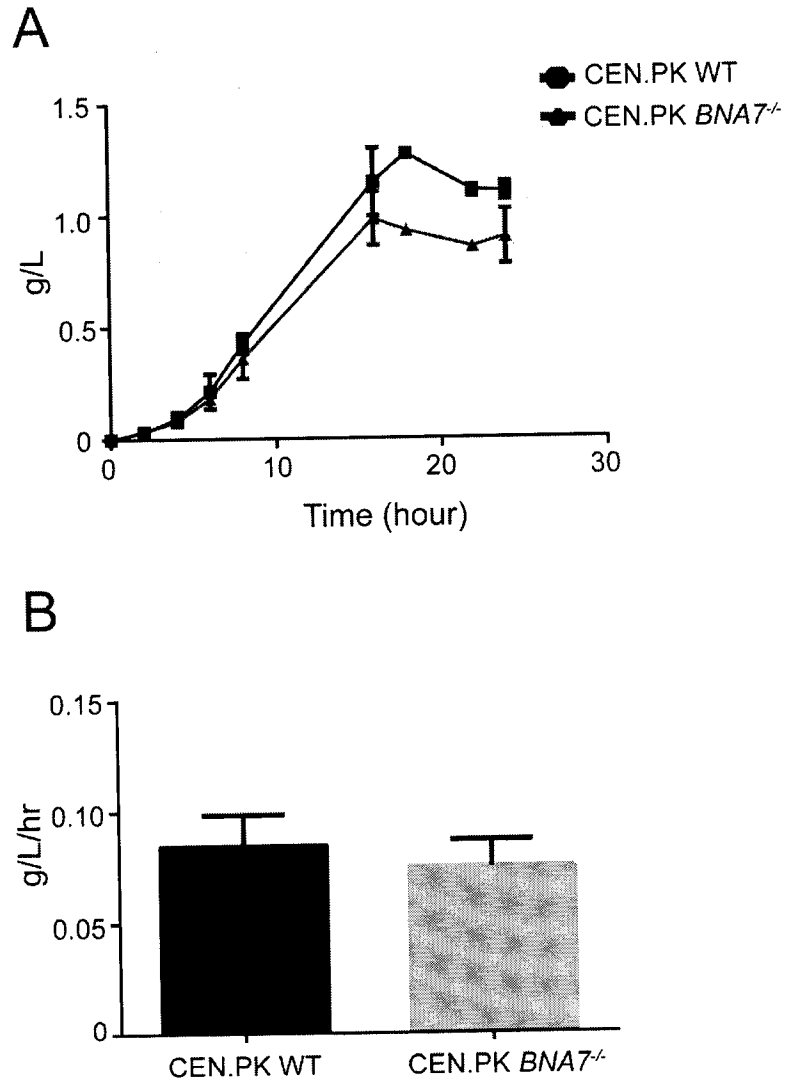 A
CEN.PK WT
CEN.PK BNA7-/-
1.5
1.0
0.5
0
g/L
0
10
20
30
Time (hour)
B
0.15
0.10
0.05
0
g/L/hr
CEN.PK WT
CEN.PK BNA7-/-